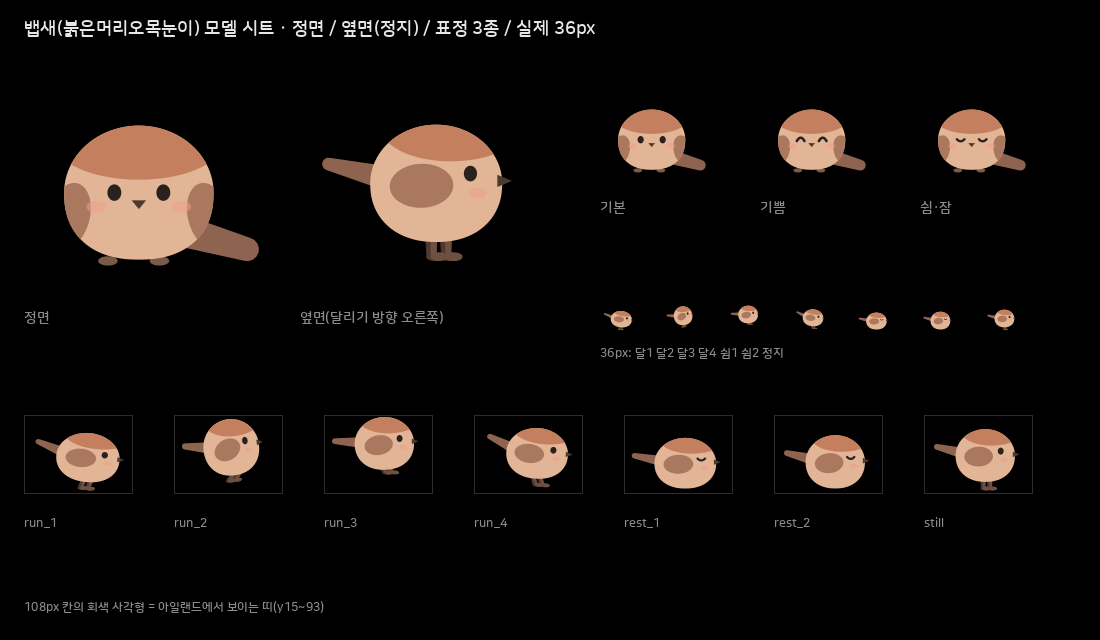 뱁새(붉은머리오목눈이) 모델 시트 · 정면 / 옆면(정지) / 표정 3종 / 실제 36px
기본
기쁨
쉼·잠
정면
옆면(달리기 방향 오른쪽)
36px: 달1 달2 달3 달4 쉼1 쉼2 정지
run_1
run_2
run_3
run_4
rest_1
rest_2
still
108px 칸의 회색 사각형 = 아일랜드에서 보이는 띠(y15~93)